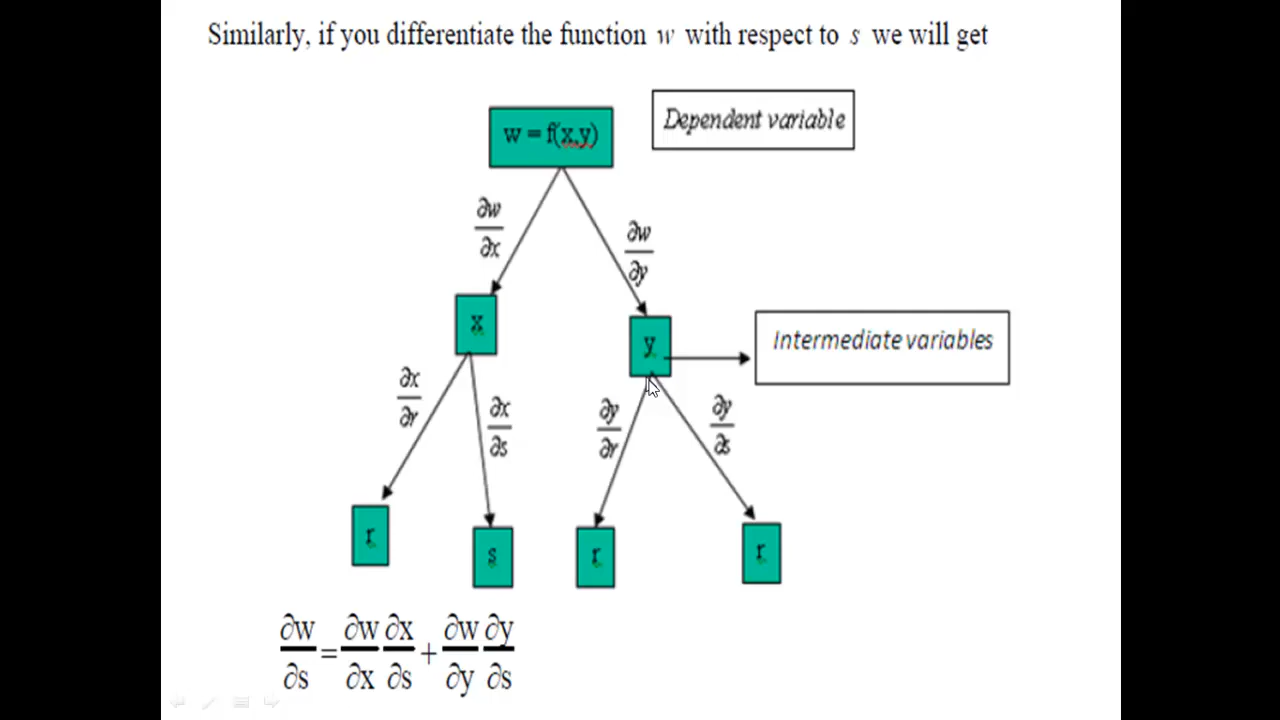 Similarly, if you differentiate the function w with respect to s we will get
w = f(x,y)
Dependent variable
∂w/∂x
∂w/∂y
x
y
Intermediate variables
∂x/∂r
∂x/∂s
∂y/∂r
∂y/∂s
r
s
r
r
∂w/∂s = ∂w/∂x ∂x/∂s + ∂w/∂y ∂y/∂s